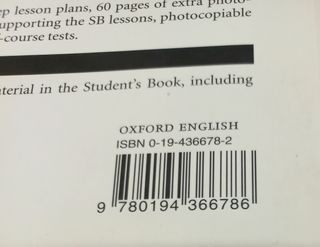 ep lesson plans, 60 pages of extra photo-
upporting the SB lessons, photocopiable
-course tests.
terial in the Student's Book, including
OXFORD ENGLISH
ISBN 0-19-436678-2
9 780194 366786